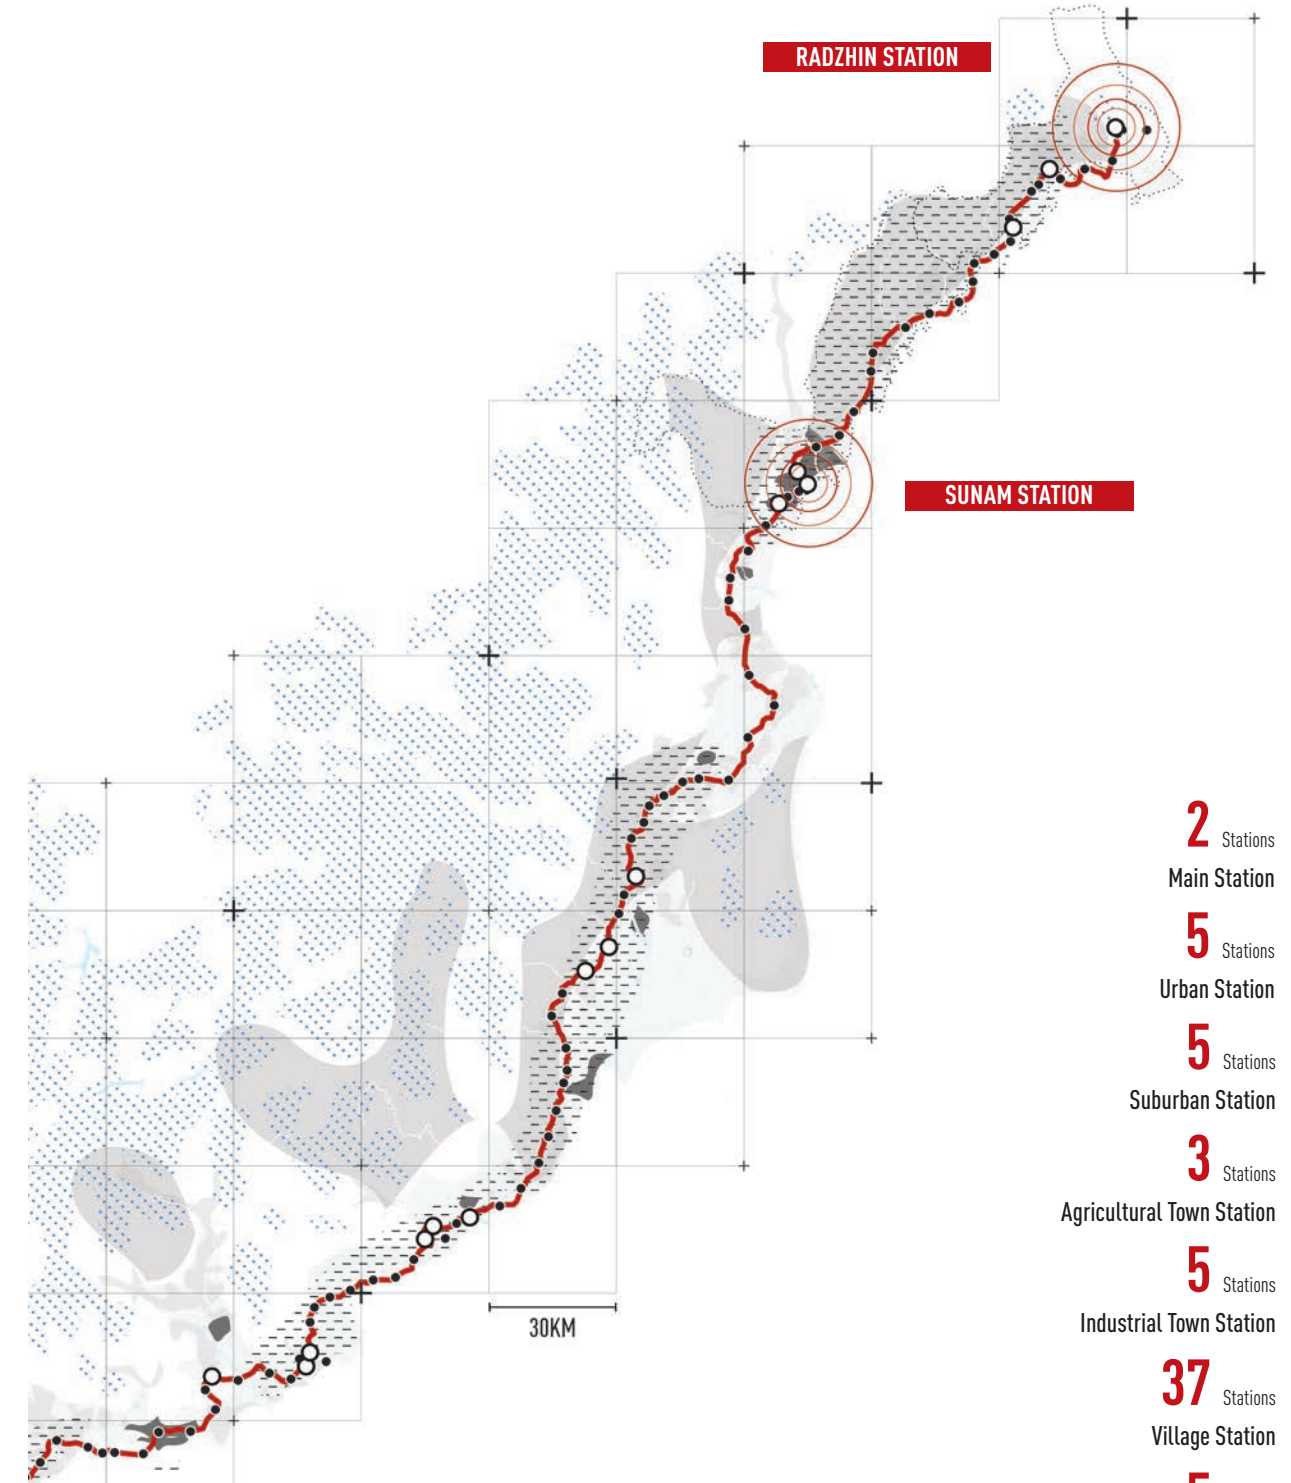 RADZHIN STATION
SUNAM STATION
2 Stations
Main Station
5 Stations
Urban Station
5 Stations
Suburban Station
3 Stations
Agricultural Town Station
5 Stations
Industrial Town Station
30KM
37 Stations
Village Station